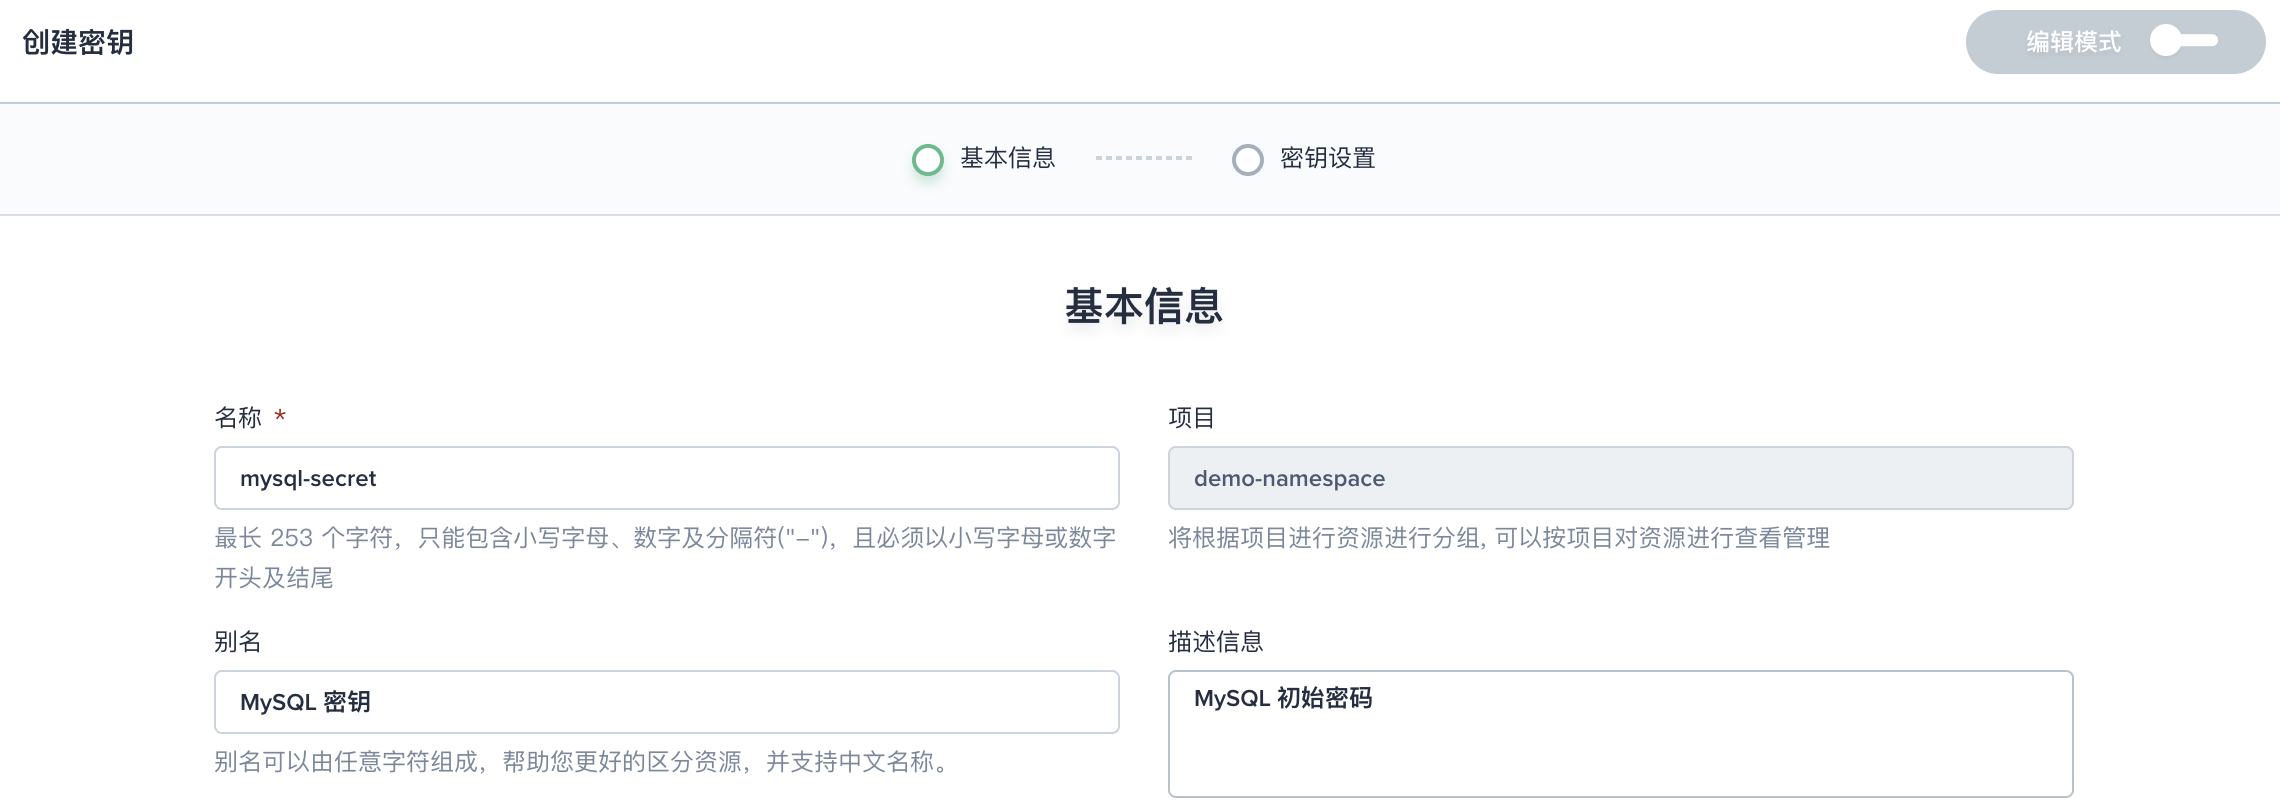 创建密钥
编辑模式
基本信息
密钥设置
基本信息
名称 *
mysql-secret
最长 253 个字符，只能包含小写字母、数字及分隔符("-")，且必须以小写字母或数字
开头及结尾
项目
demo-namespace
将根据项目进行资源进行分组, 可以按项目对资源进行查看管理
别名
MySQL 密钥
别名可以由任意字符组成，帮助您更好的区分资源，并支持中文名称。
描述信息
MySQL 初始密码